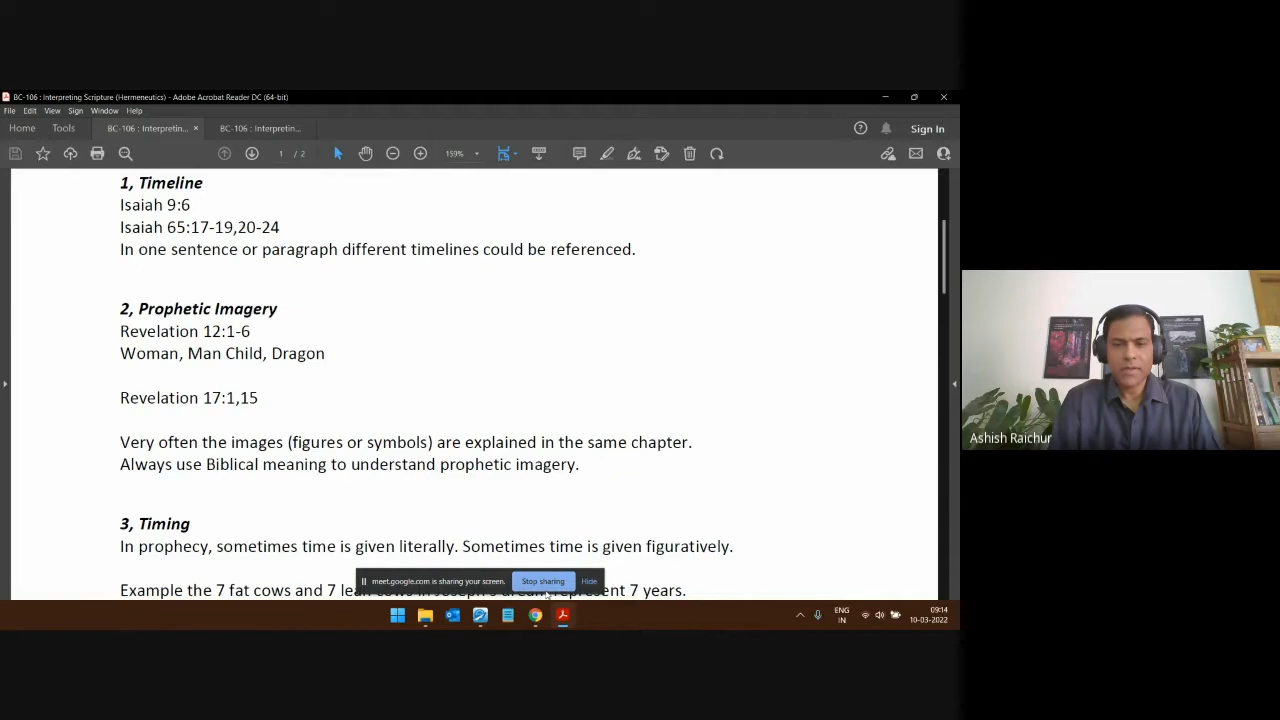 BC-106 : Interpreting Scripture (Hermeneutics) - Adobe Acrobat Reader DC (64-bit)
File Edit View Sign Window Help
Home Tools BC-106 : Interpretin... × BC-106 : Interpretin... Sign In
1 / 2 159%
1, Timeline
Isaiah 9:6
Isaiah 65:17-19,20-24
In one sentence or paragraph different timelines could be referenced.
2, Prophetic Imagery
Revelation 12:1-6
Woman, Man Child, Dragon
Revelation 17:1,15
Very often the images (figures or symbols) are explained in the same chapter.
Always use Biblical meaning to understand prophetic imagery.
3, Timing
In prophecy, sometimes time is given literally. Sometimes time is given figuratively.
meet.google.com is sharing your screen. Stop sharing Hide
Example the 7 fat cows and 7 lean cows in Joseph's dream represent 7 years.
Ashish Raichur
ENG
IN
09:14
10-03-2022